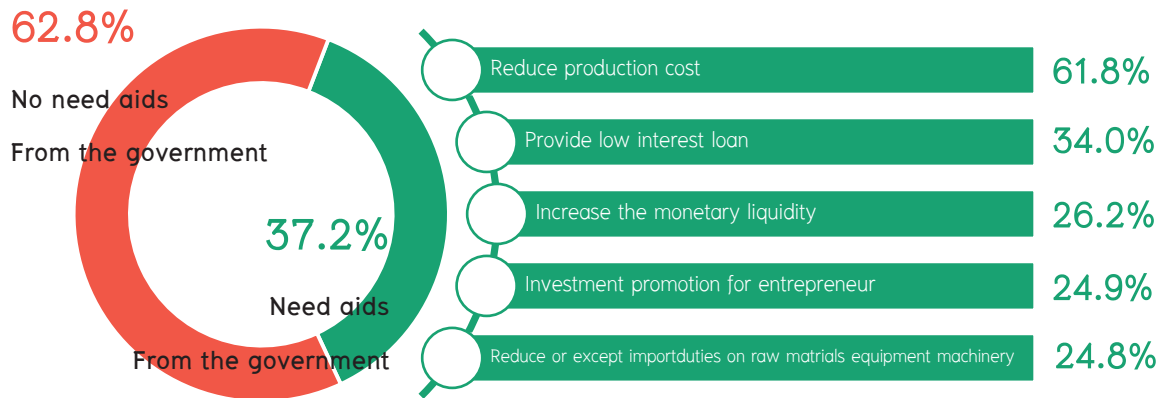 62.8%
No need aids
From the government
37.2%
Need aids
From the government
Reduce production cost
61.8%
Provide low interest loan
34.0%
Increase the monetary liquidity
26.2%
Investment promotion for entrepreneur
24.9%
Reduce or except importduties on raw matrials equipment machinery
24.8%